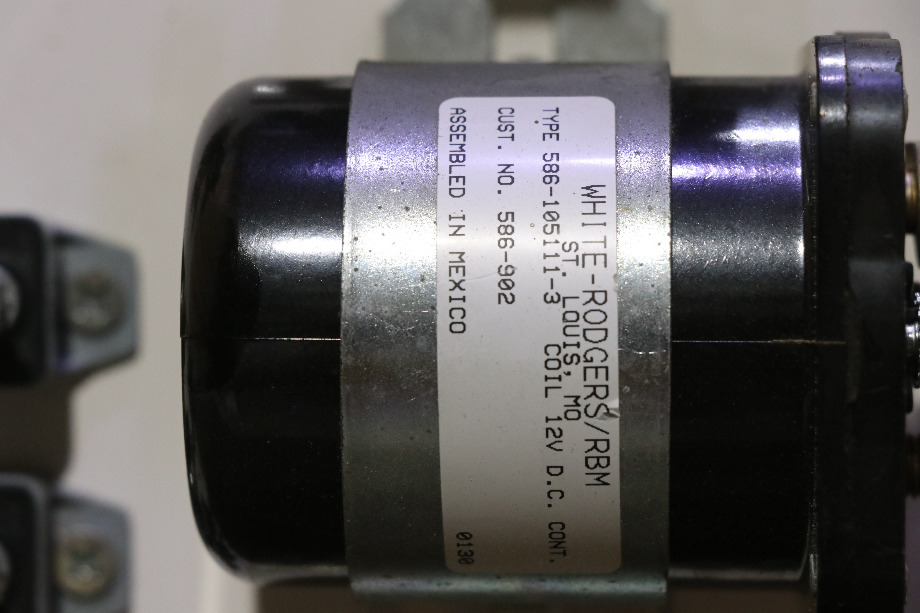 WHITE-RODGERS/RBM
ST. LOUIS, MO
TYPE 586-105111-3 COIL 12V D.C. CONT.
CUST. NO. 586-902
ASSEMBLED IN MEXICO 0130